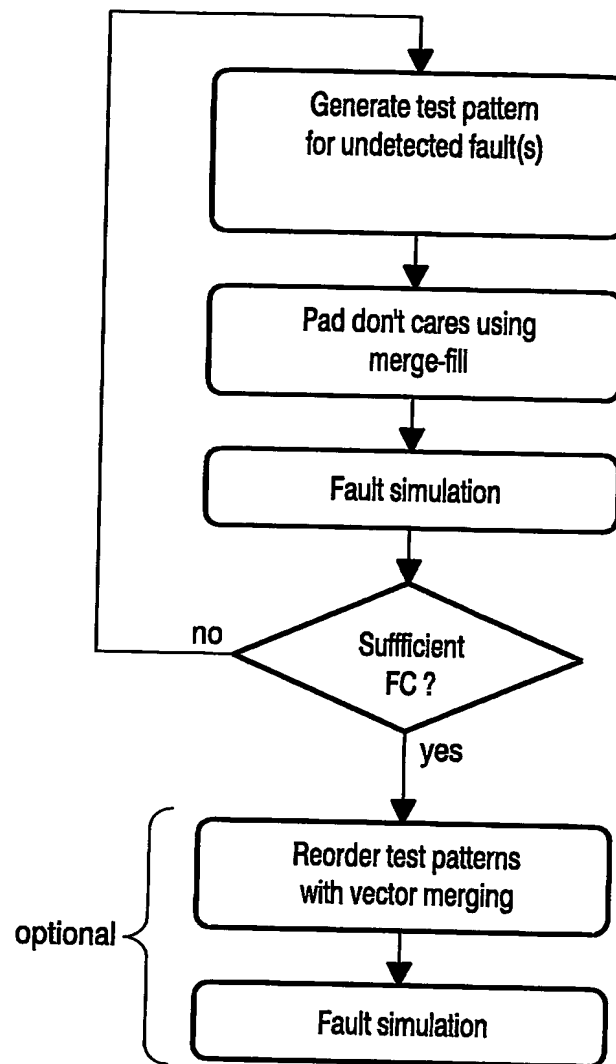 Generate test pattern
for undetected fault(s)
Pad don't cares using
merge-fill
Fault simulation
Suffficient
FC ?
no
yes
Reorder test patterns
with vector merging
optional
Fault simulation